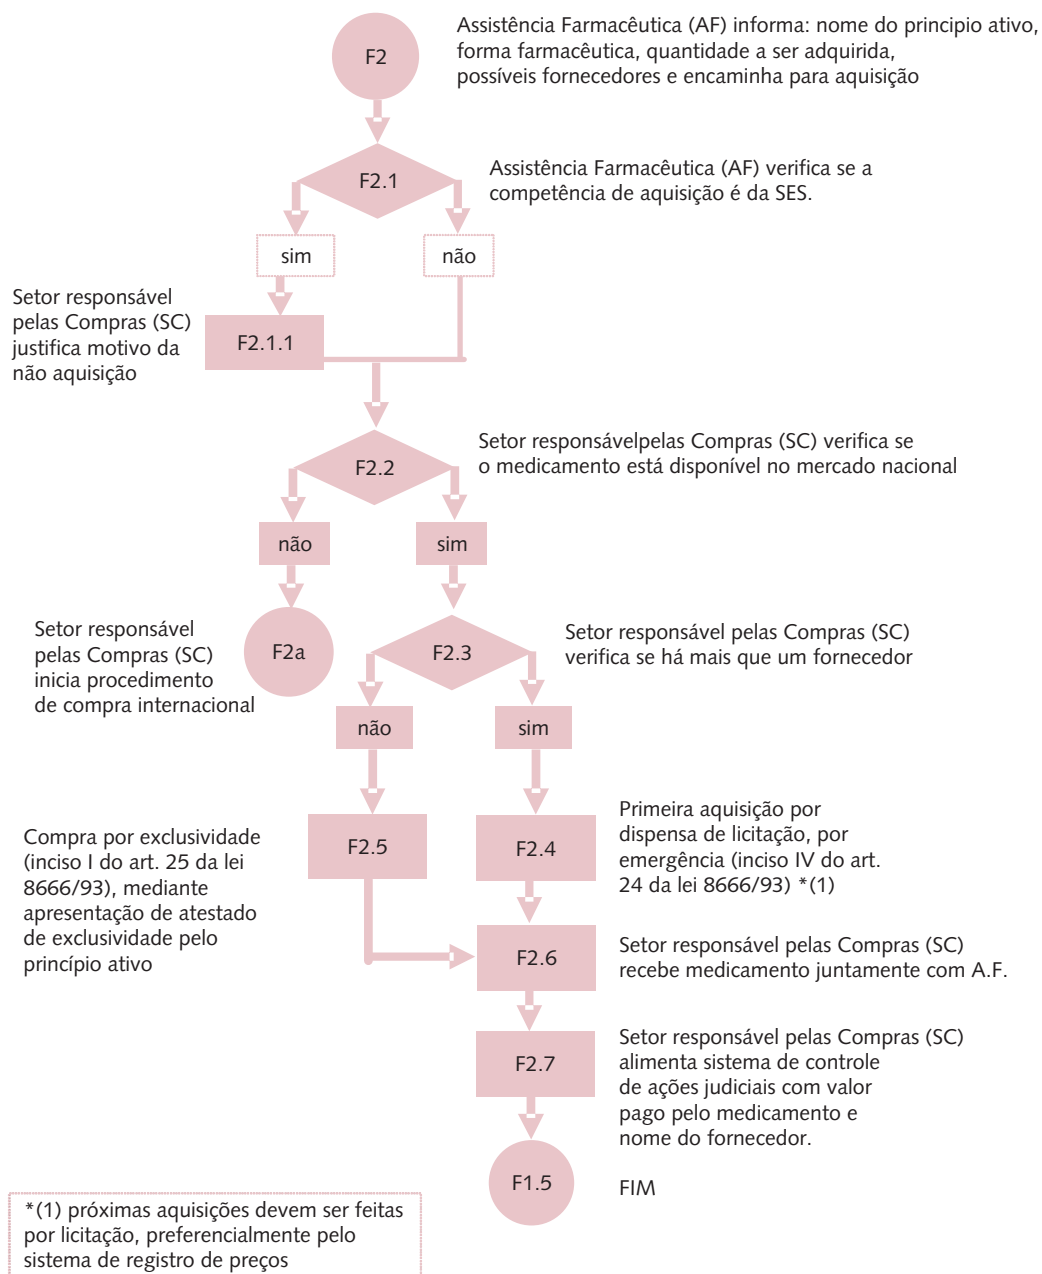 F2
Assistência Farmacêutica (AF) informa: nome do principio ativo,
forma farmacêutica, quantidade a ser adquirida,
possíveis fornecedores e encaminha para aquisição
F2.1
Assistência Farmacêutica (AF) verifica se a
competência de aquisição é da SES.
sim
não
Setor responsável
pelas Compras (SC)
justifica motivo da
não aquisição
F2.1.1
F2.2
Setor responsávelpelas Compras (SC) verifica se
o medicamento está disponível no mercado nacional
não
sim
Setor responsável
pelas Compras (SC)
inicia procedimento
de compra internacional
F2a
F2.3
Setor responsável pelas Compras (SC)
verifica se há mais que um fornecedor
não
sim
Compra por exclusividade
(inciso I do art. 25 da lei
8666/93), mediante
apresentação de atestado
de exclusividade pelo
princípio ativo
F2.5
F2.4
Primeira aquisição por
dispensa de licitação, por
emergência (inciso IV do art.
24 da lei 8666/93) *(1)
F2.6
Setor responsável pelas Compras (SC)
recebe medicamento juntamente com A.F.
F2.7
Setor responsável pelas Compras (SC)
alimenta sistema de controle
de ações judiciais com valor
pago pelo medicamento e
nome do fornecedor.
F1.5
FIM
*(1) próximas aquisições devem ser feitas
por licitação, preferencialmente pelo
sistema de registro de preços